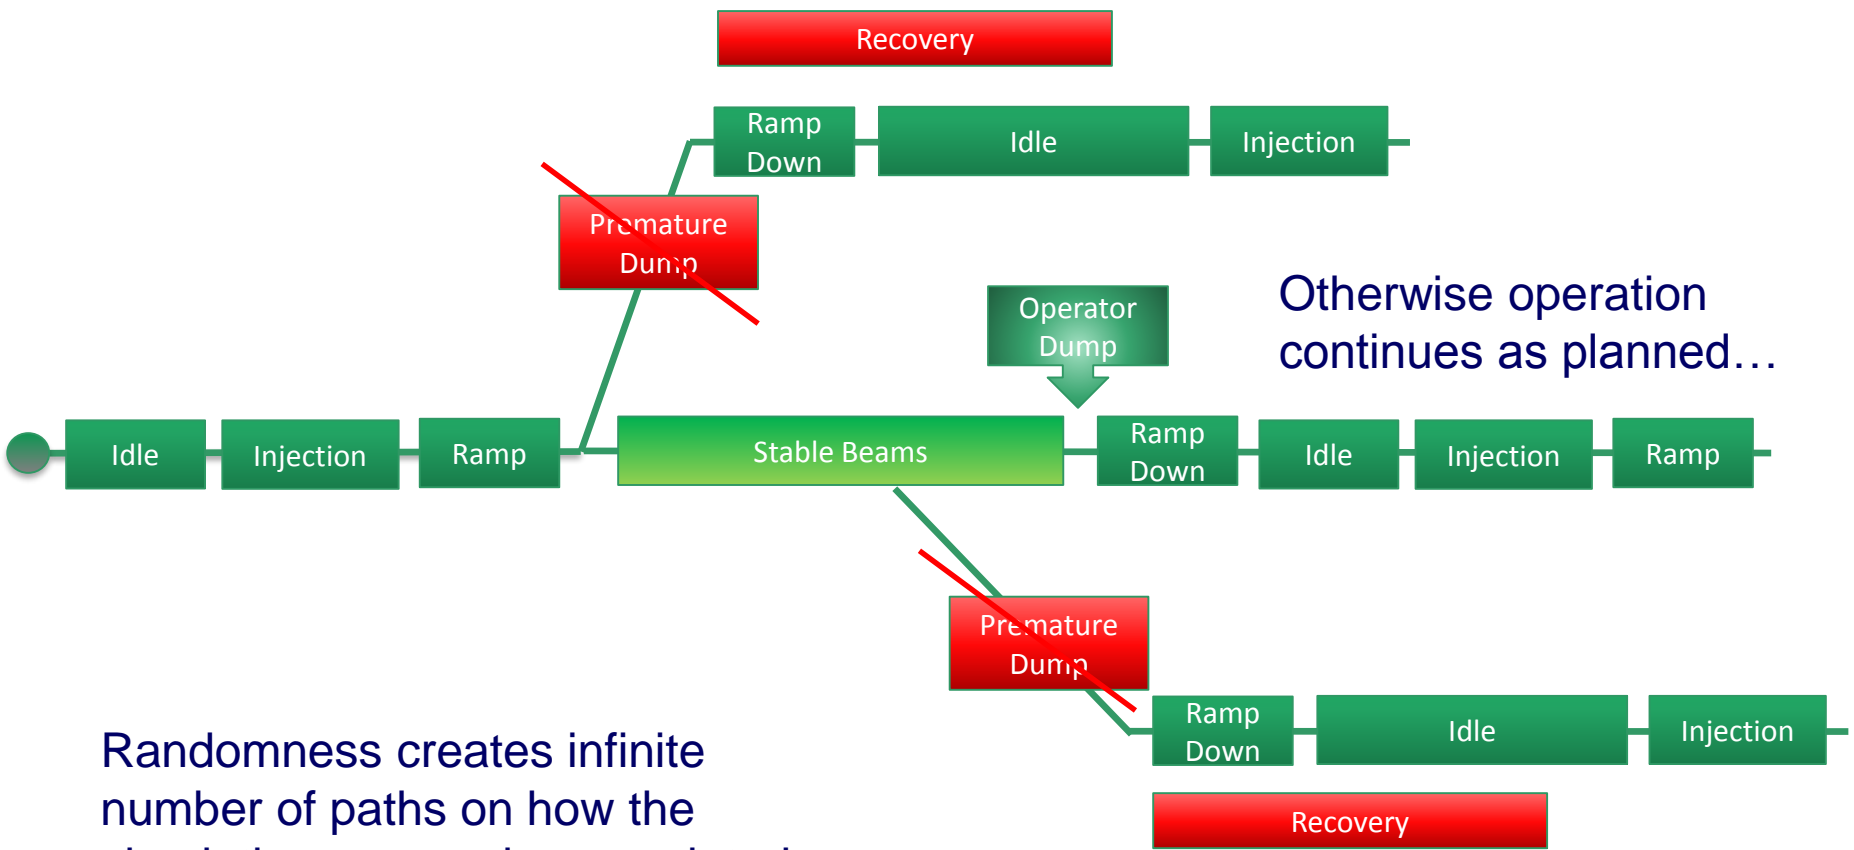 Recovery
Ramp
Down
Idle
Injection
Premature
Dump
Operator
Dump
Otherwise operation
continues as planned…
Idle
Injection
Ramp
Stable Beams
Ramp
Down
Idle
Injection
Ramp
Premature
Dump
Ramp
Down
Idle
Injection
Recovery
Randomness creates infinite
number of paths on how the